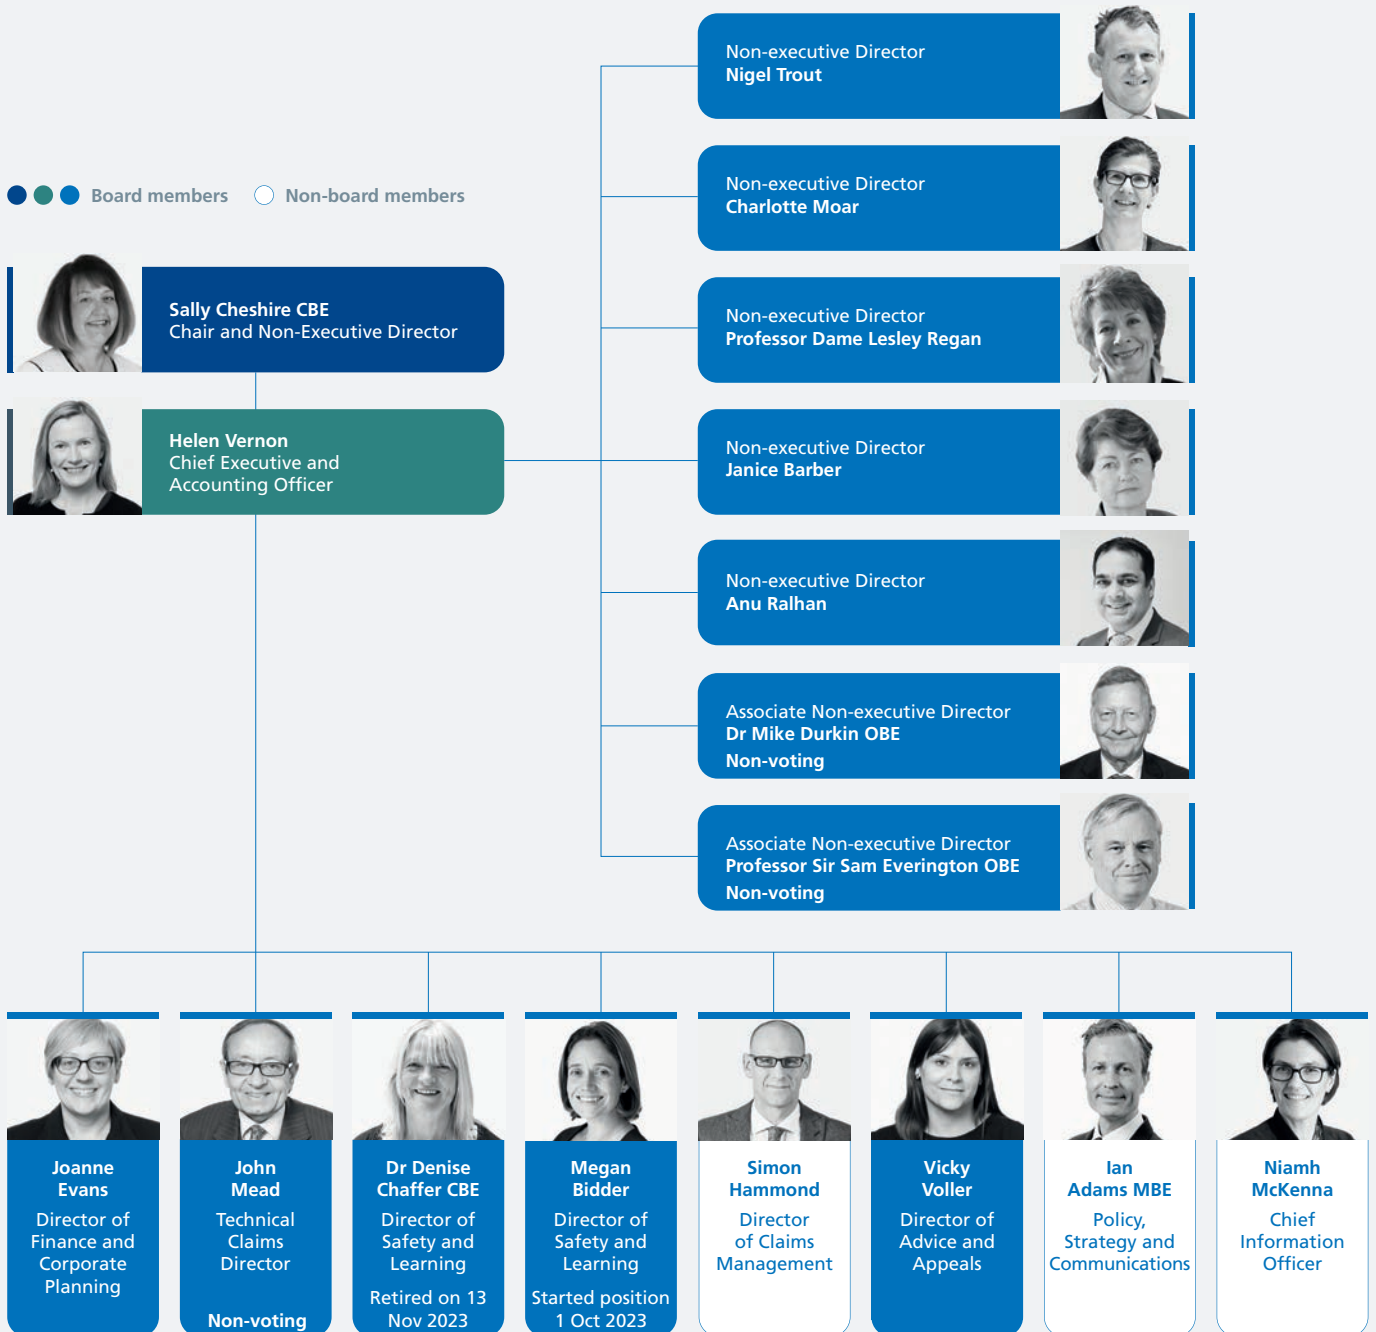 Board members
Non-board members
Sally Cheshire CBE
Chair and Non-Executive Director
Helen Vernon
Chief Executive and
Accounting Officer
Non-executive Director
Nigel Trout
Non-executive Director
Charlotte Moar
Non-executive Director
Professor Dame Lesley Regan
Non-executive Director
Janice Barber
Non-executive Director
Anu Ralhan
Associate Non-executive Director
Dr Mike Durkin OBE
Non-voting
Associate Non-executive Director
Professor Sir Sam Everington OBE
Non-voting
Joanne
Evans
Director of
Finance and
Corporate
Planning
John
Mead
Technical
Claims
Director
Non-voting
Dr Denise
Chaffer CBE
Director of
Safety and
Learning
Retired on 13
Nov 2023
Megan
Bidder
Director of
Safety and
Learning
Started position
1 Oct 2023
Simon
Hammond
Director
of Claims
Management
Vicky
Voller
Director of
Advice and
Appeals
Ian
Adams MBE
Policy,
Strategy and
Communications
Niamh
McKenna
Chief
Information
Officer